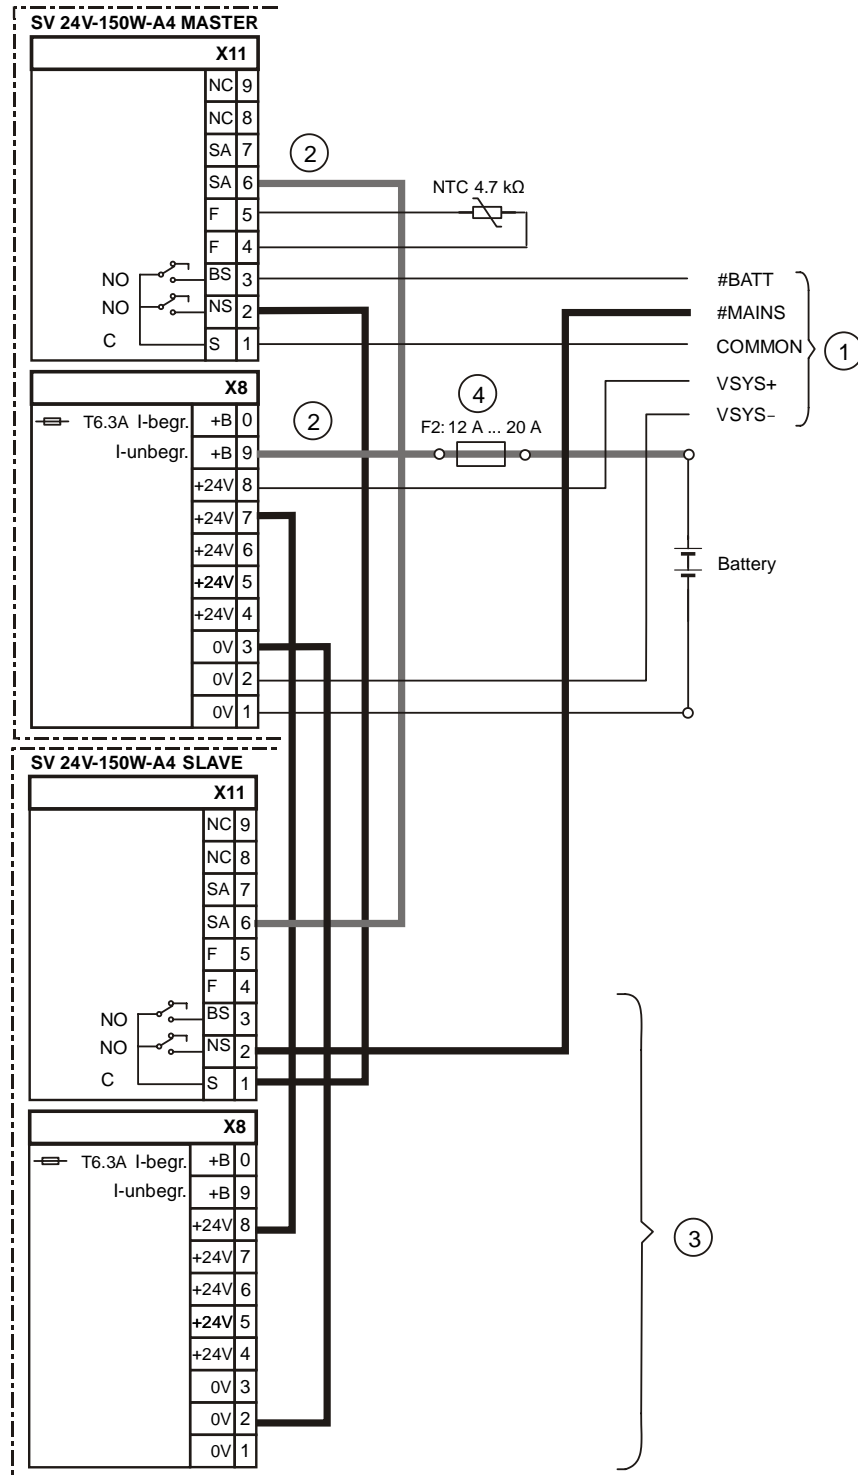 SV 24V-150W-A4 MASTER
X11
NC 9
NC 8
SA 7
2
SA 6
NTC 4.7 kΩ
F 5
F 4
NO BS 3 #BATT
NO NS 2 #MAINS
C S 1 COMMON
1
VSYS+
VSYS–
X8
4
T6.3A I-begr. +B 0
2
F2: 12 A ... 20 A
I-unbegr. +B 9
+24V 8
+24V 7
+24V 6
Battery
+24V 5
+24V 4
0V 3
0V 2
0V 1
SV 24V-150W-A4 SLAVE
X11
NC 9
NC 8
SA 7
SA 6
F 5
F 4
NO BS 3
NO NS 2
C S 1
X8
T6.3A I-begr. +B 0
I-unbegr. +B 9
+24V 8
3
+24V 7
+24V 6
+24V 5
+24V 4
0V 3
0V 2
0V 1